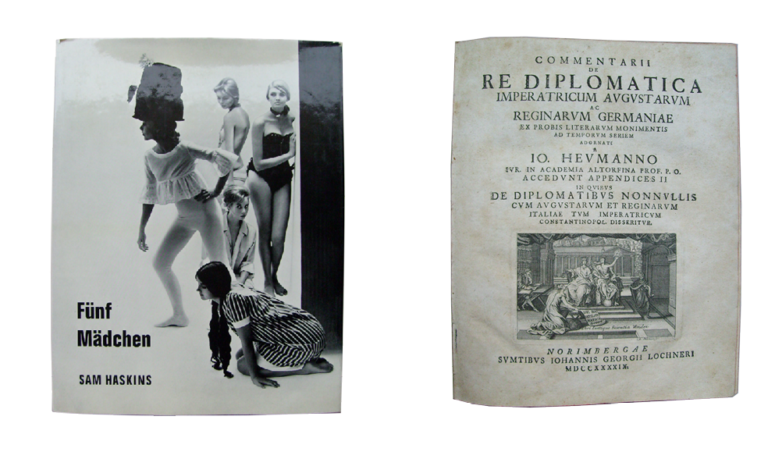 Fünf
Mädchen
SAM HASKINS
COMMENTARII
DE
RE DIPLOMATICA
IMPERATRICUM AVGVSTARVM
AC
REGINARVM GERMANIAE
EX PROBIS LITERARVM MONIMENTIS
AD TEMPORVM SERIEM
ADORNATI
A
IO. HEVMANNO
IVR. IN ACADEMIA ALTORFINA PROF. P. O.
ACCEDVNT APPENDICES II
IN QVIBVS
DE DIPLOMATIBVS NONNVLLIS
CVM AVGVSTARVM ET REGINARVM
ITALIAE TVM IMPERATRICVM
CONSTANTINOPOL. DISSERITVR.
NORIMBERGAE
SVMTIBVS IOHANNIS GEORGII LOCHNERI
MDCCXXXXIX.